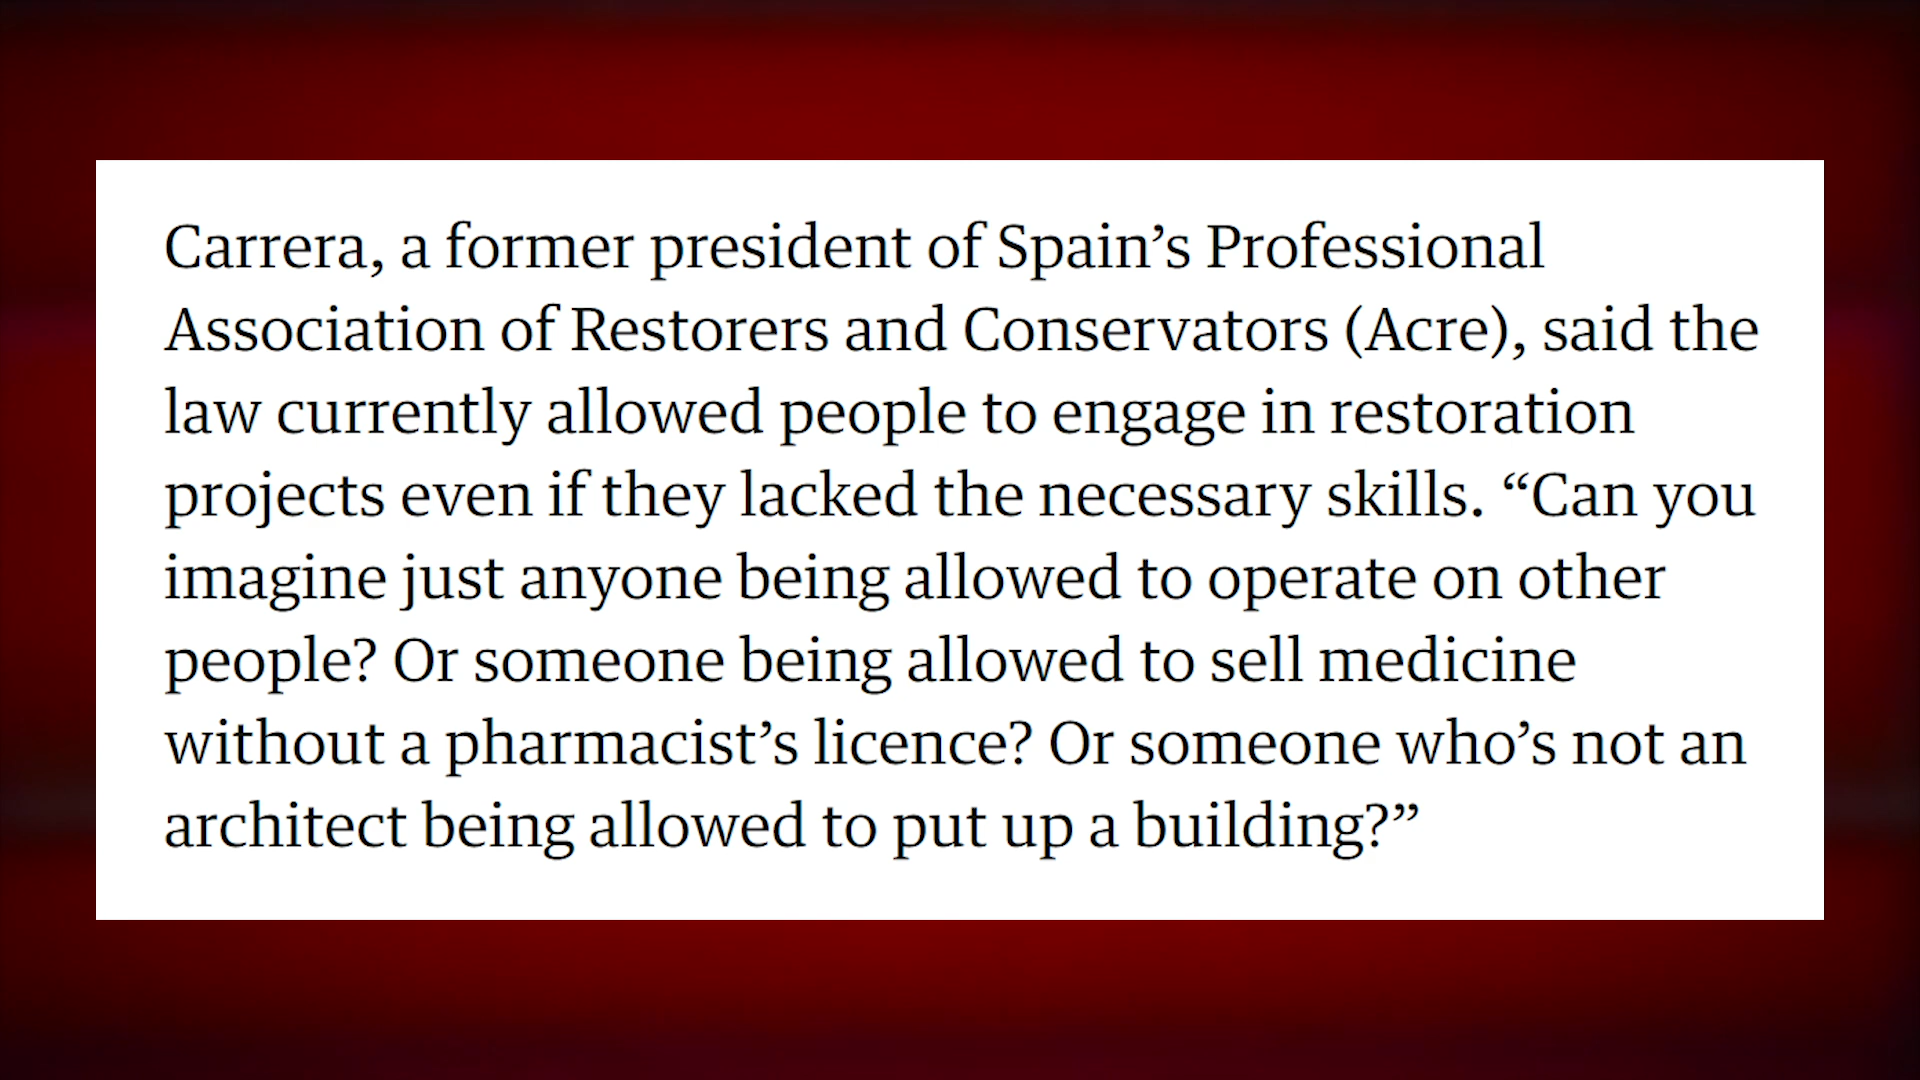 Carrera, a former president of Spain’s Professional
Association of Restorers and Conservators (Acre), said the
law currently allowed people to engage in restoration
projects even if they lacked the necessary skills. “Can you
imagine just anyone being allowed to operate on other
people? Or someone being allowed to sell medicine
without a pharmacist’s licence? Or someone who’s not an
architect being allowed to put up a building?”